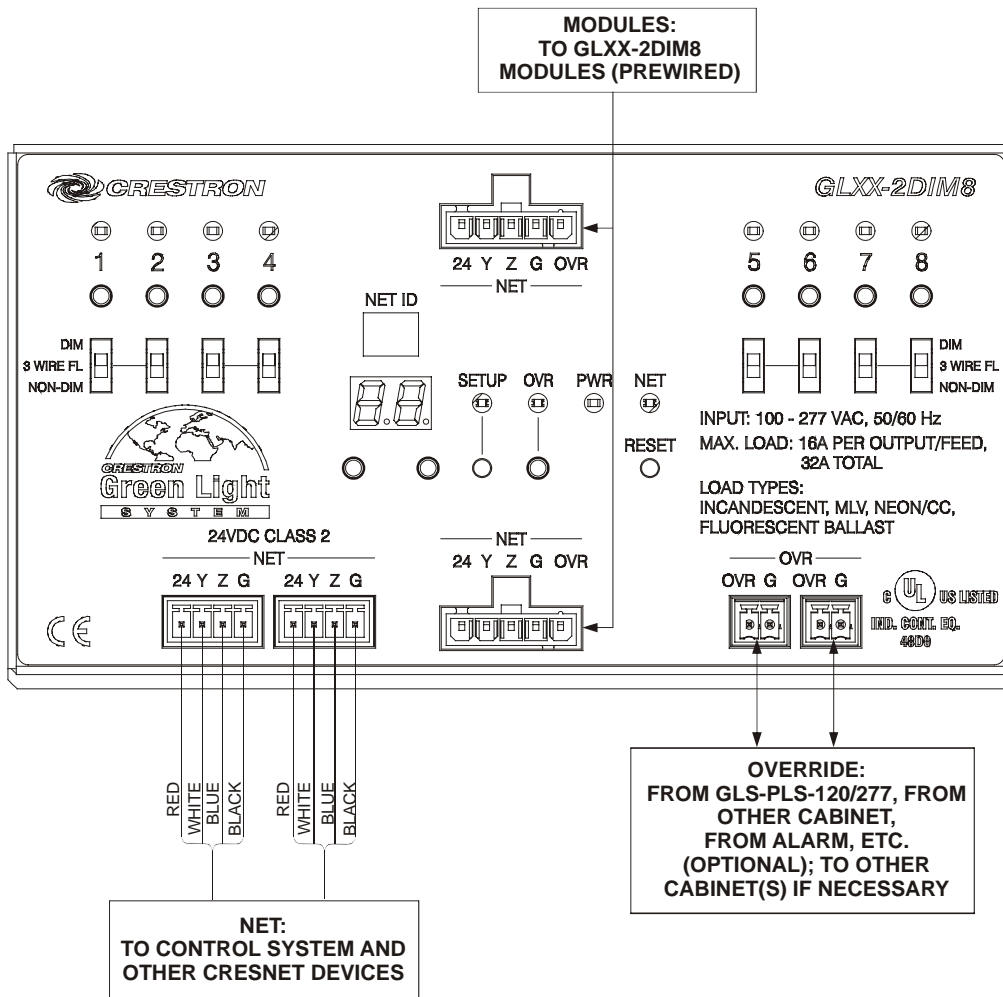 MODULES:
TO GLXX-2DIM8
MODULES (PREWIRED)
CRESTRON
GLXX-2DIM8
1 2 3 4
24 Y Z G OVR
NET
5 6 7 8
NET ID
DIM
3 WIRE FL
NON-DIM
SETUP OVR PWR NET
RESET
DIM
3 WIRE FL
NON-DIM
INPUT: 100 - 277 VAC, 50/60 Hz
MAX. LOAD: 16A PER OUTPUT/FEED,
32A TOTAL
LOAD TYPES:
INCANDESCENT, MLV, NEON/CC,
FLUORESCENT BALLAST
CRESTRON
Green Light
SYSTEM
24VDC CLASS 2
NET
24 Y Z G 24 Y Z G
NET
24 Y Z G OVR
OVR
OVR G OVR G
C UL US LISTED
IND. CONT. EQ.
48D0
CE
RED
WHITE
BLUE
BLACK
RED
WHITE
BLUE
BLACK
NET:
TO CONTROL SYSTEM AND
OTHER CRESNET DEVICES
OVERRIDE:
FROM GLS-PLS-120/277, FROM
OTHER CABINET,
FROM ALARM, ETC.
(OPTIONAL); TO OTHER
CABINET(S) IF NECESSARY